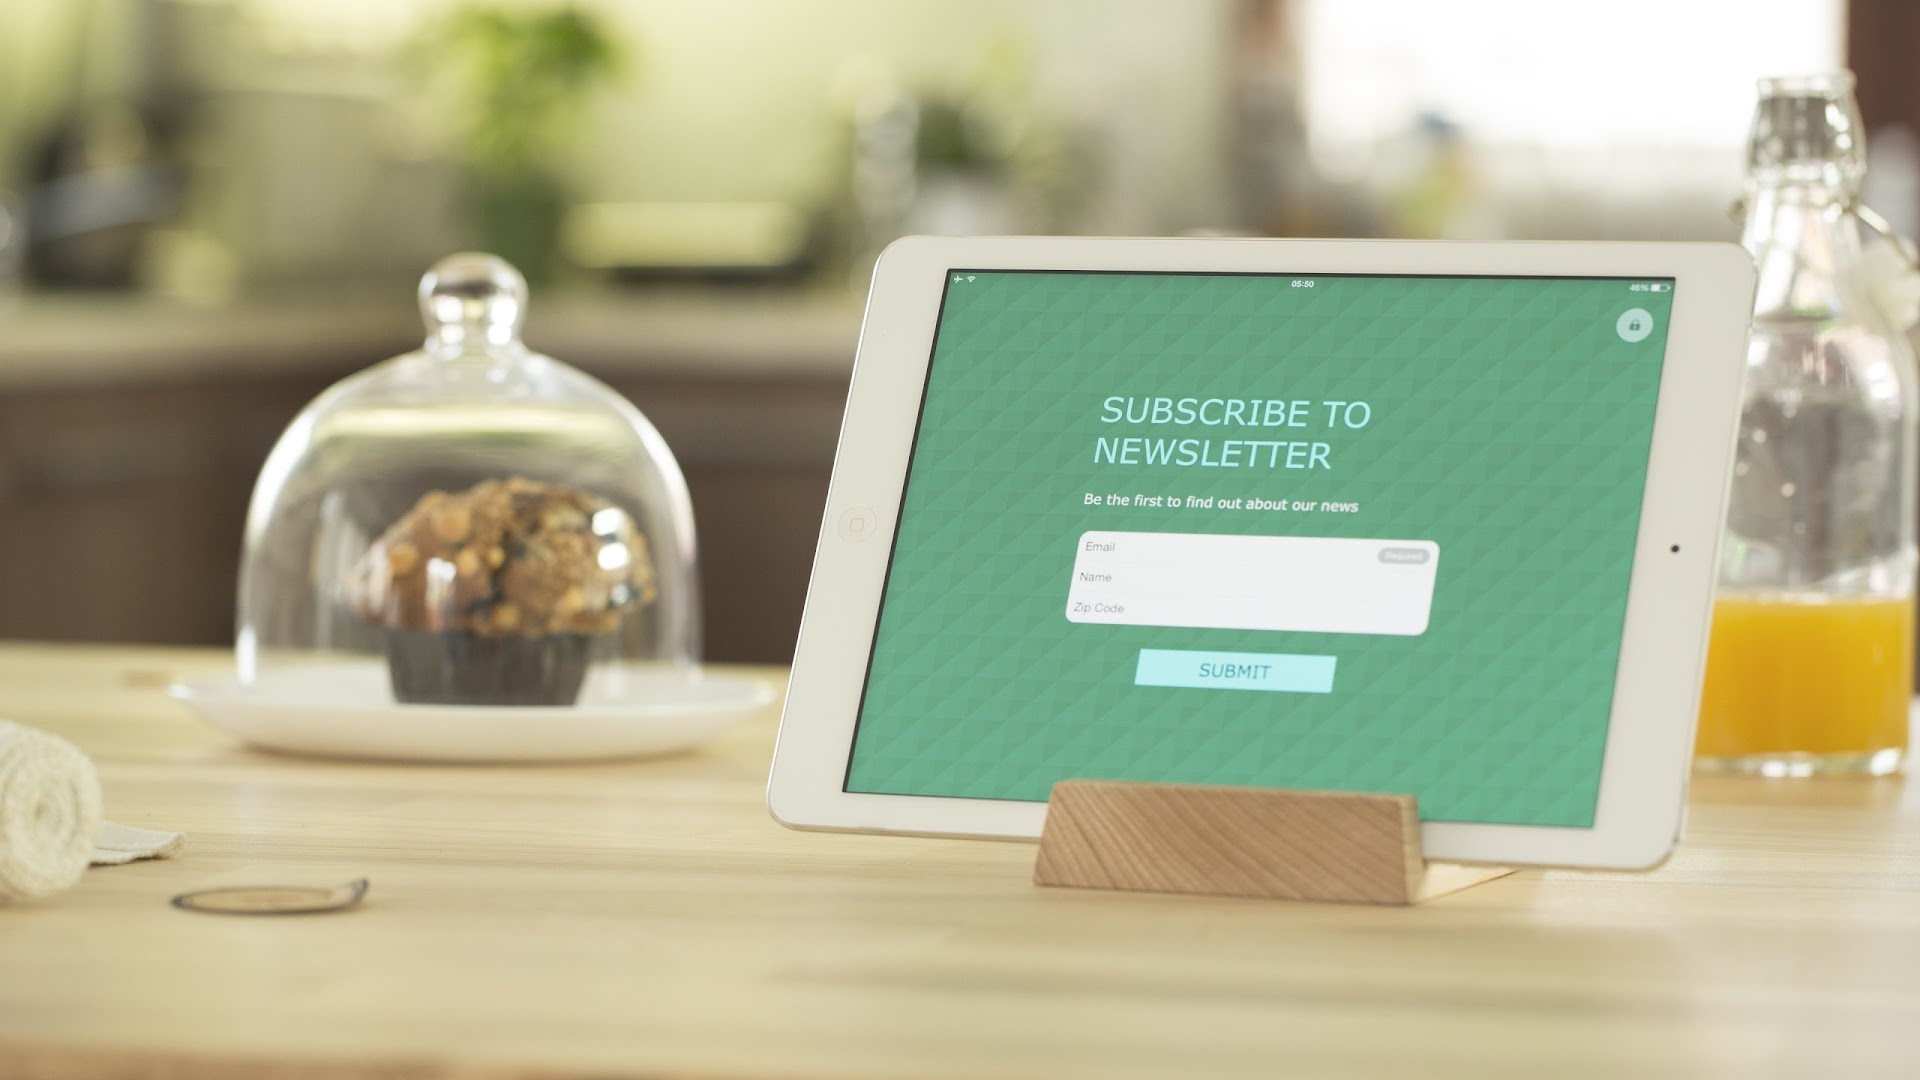 05:50
46%
SUBSCRIBE TO
NEWSLETTER
Be the first to find out about our news
Email
Required
Name
Zip Code
SUBMIT